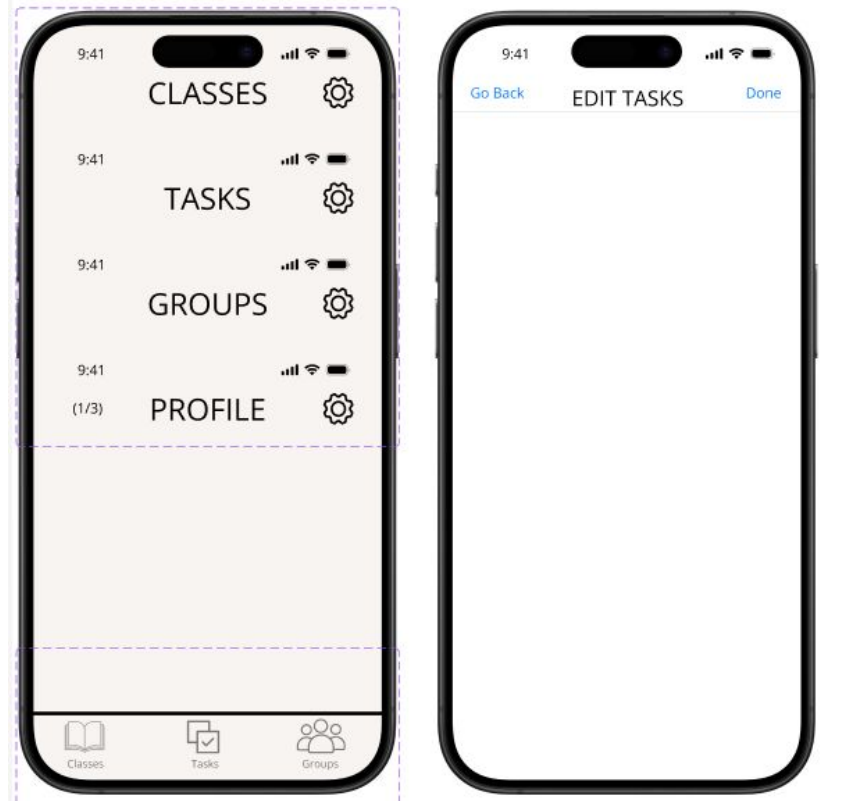 9:41
CLASSES
9:41
TASKS
9:41
GROUPS
9:41
(1/3) PROFILE
Classes Tasks Groups
9:41
Go Back EDIT TASKS Done